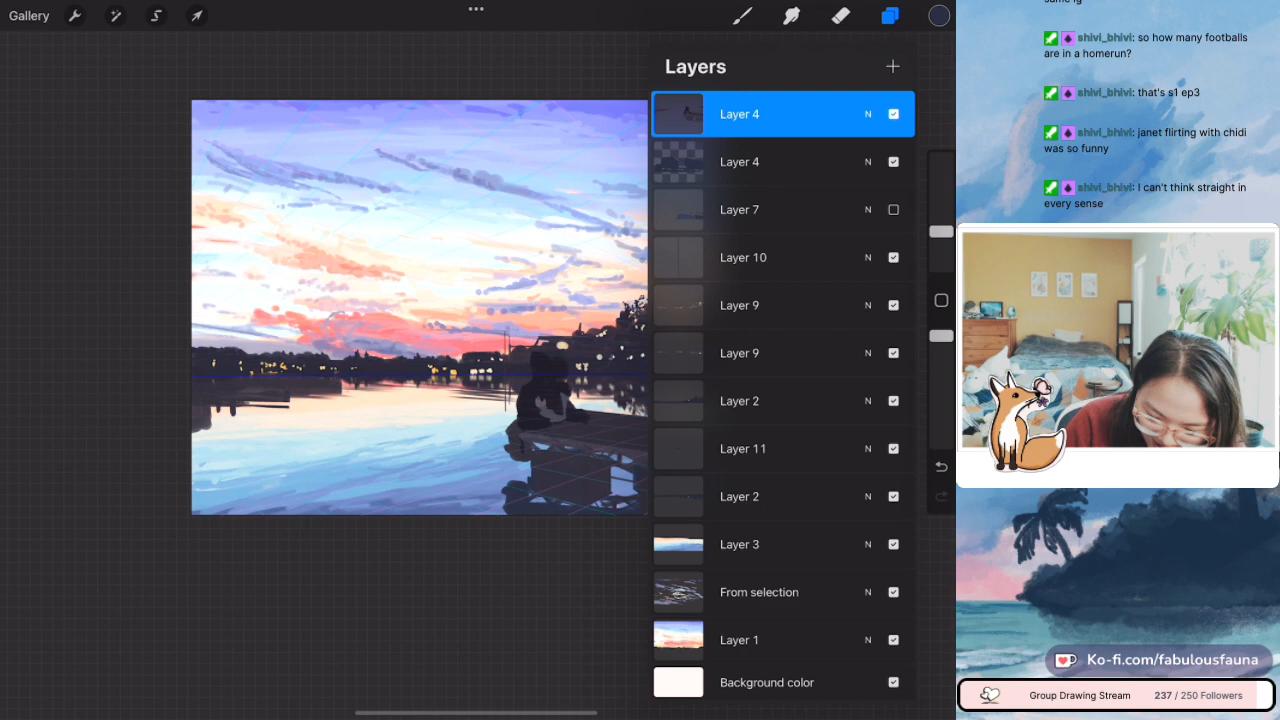 Gallery
Layers
Layer 4 N
Layer 4 N
Layer 7 N
Layer 10 N
Layer 9 N
Layer 9 N
Layer 2 N
Layer 11 N
Layer 2 N
Layer 3 N
From selection N
Layer 1 N
Background color
shivi_bhivi: so how many footballs
are in a homerun?
shivi_bhivi: that's s1 ep3
shivi_bhivi: janet flirting with chidi
was so funny
shivi_bhivi: I can't think straight in
every sense
Ko-fi.com/fabulousfauna
Group Drawing Stream 237 / 250 Followers